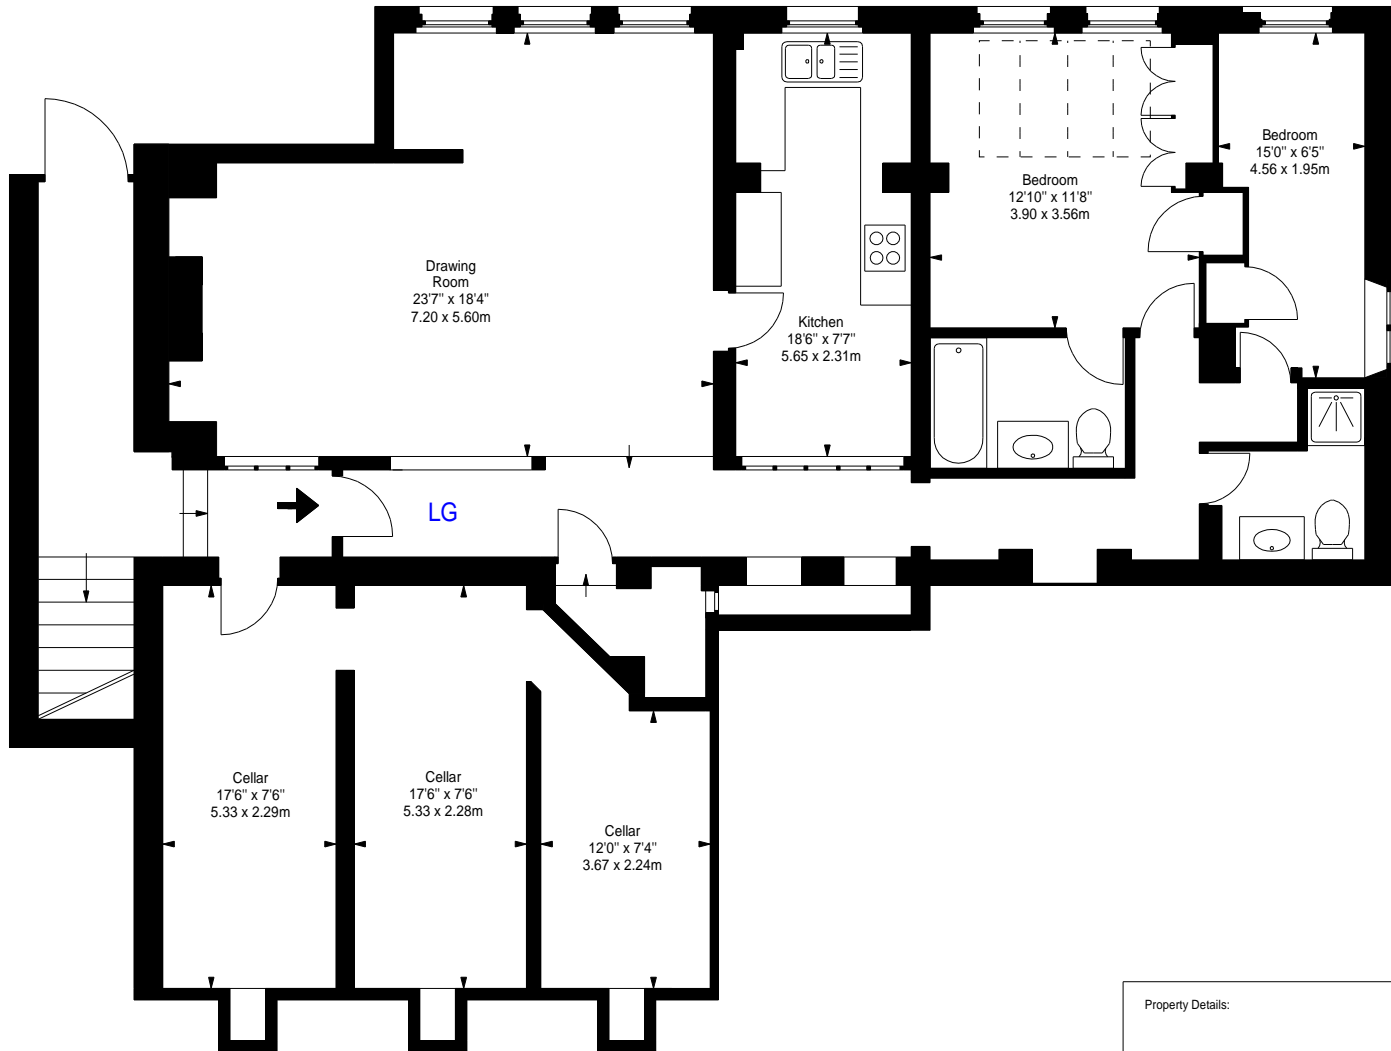 Bedroom
15'0" x 6'5"
4.56 x 1.95m
Bedroom
12'10" x 11'8"
3.90 x 3.56m
Drawing
Room
23'7" x 18'4"
7.20 x 5.60m
Kitchen
18'6" x 7'7"
5.65 x 2.31m
LG
Cellar
17'6" x 7'6"
5.33 x 2.29m
Cellar
17'6" x 7'6"
5.33 x 2.28m
Cellar
12'0" x 7'4"
3.67 x 2.24m
Property Details: